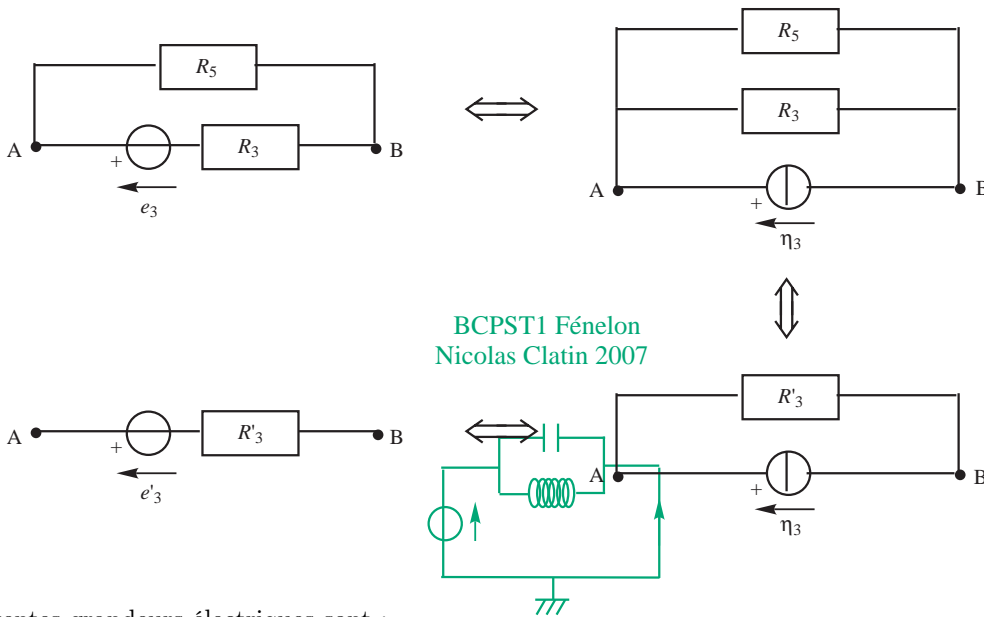 R5
R5
R3
A
+
R3
B
e3
A
+
B
η3
BCPST1 Fénelon
Nicolas Clatin 2007
A
+
R'3
B
e'3
R'3
A
+
B
η3